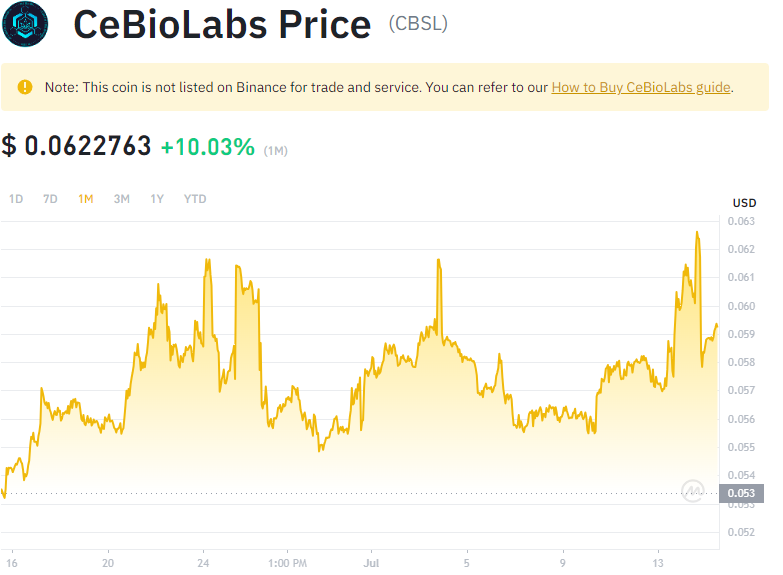 CeBioLabs Price (CBSL)
Note: This coin is not listed on Binance for trade and service. You can refer to our How to Buy CeBioLabs guide.
$ 0.0622763 +10.03% (1M)
1D 7D 1M 3M 1Y YTD
USD
0.063
0.062
0.061
0.060
0.059
0.058
0.057
0.056
0.055
0.054
0.053
0.053
0.052
16 20 24 1:00 PM Jul 5 9 13